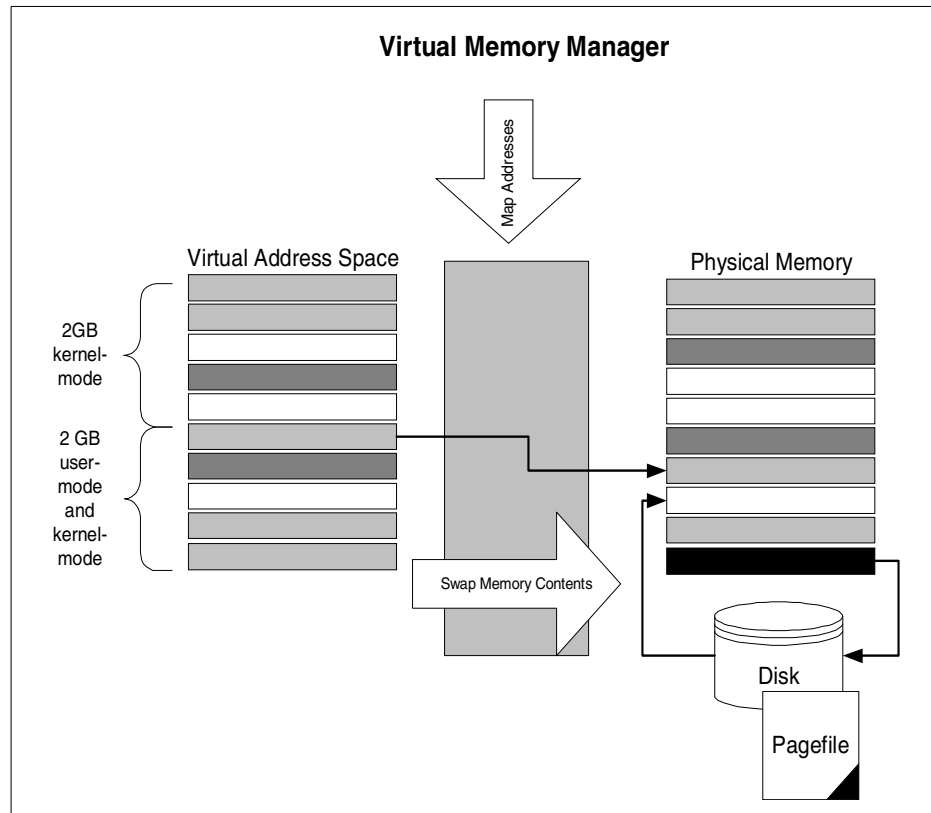 Virtual Memory Manager
Map Addresses
Virtual Address Space
Physical Memory
2GB
kernel-
mode
2 GB
user-
mode
and
kernel-
mode
Swap Memory Contents
Disk
Pagefile